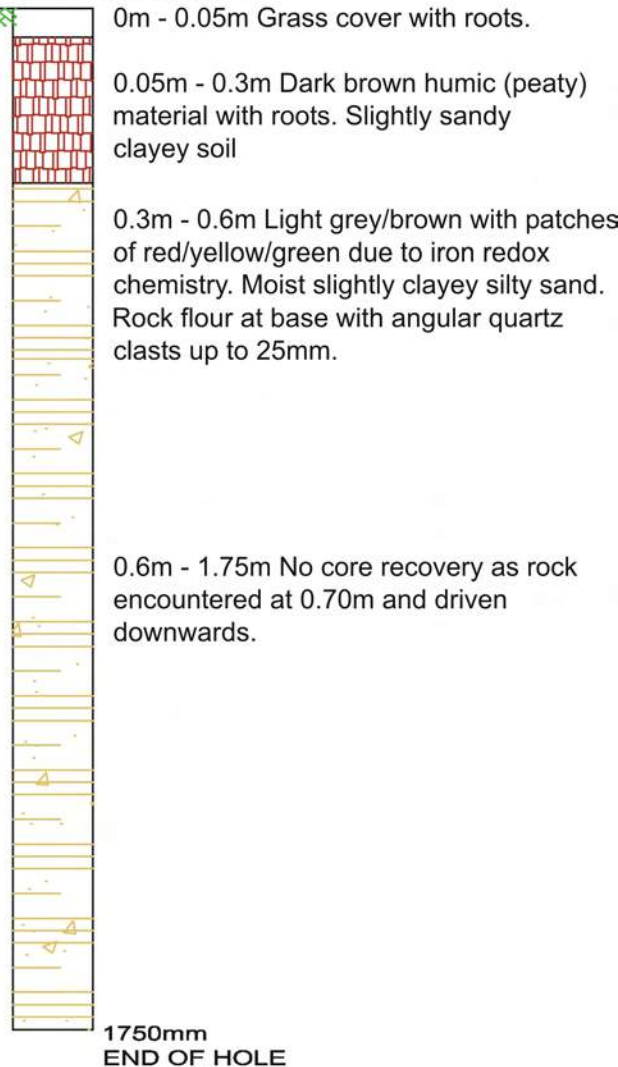 0m - 0.05m Grass cover with roots.
0.05m - 0.3m Dark brown humic (peaty)
material with roots. Slightly sandy
clayey soil
0.3m - 0.6m Light grey/brown with patches
of red/yellow/green due to iron redox
chemistry. Moist slightly clayey silty sand.
Rock flour at base with angular quartz
clasts up to 25mm.
0.6m - 1.75m No core recovery as rock
encountered at 0.70m and driven
downwards.
1750mm
END OF HOLE